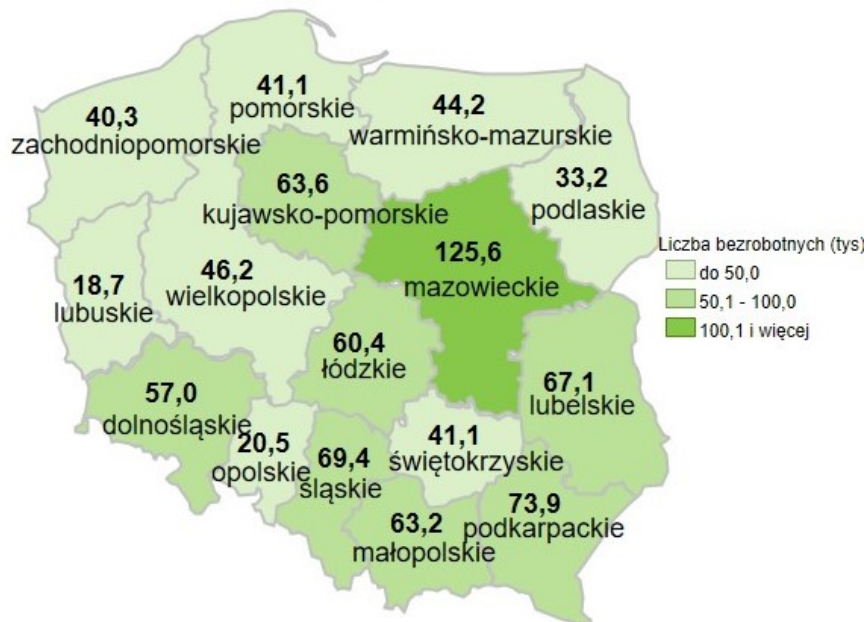 41,1
pomorskie
40,3
zachodniopomorskie
44,2
warmińsko-mazurskie
33,2
podlaskie
63,6
kujawsko-pomorskie
125,6
mazowieckie
18,7
lubuskie
46,2
wielkopolskie
60,4
łódzkie
67,1
lubelskie
57,0
dolnośląskie
20,5
opolskie
69,4
śląskie
41,1
świętokrzyskie
63,2
małopolskie
73,9
podkarpackie
Liczba bezrobotnych (tys)
do 50,0
50,1 - 100,0
100,1 i więcej